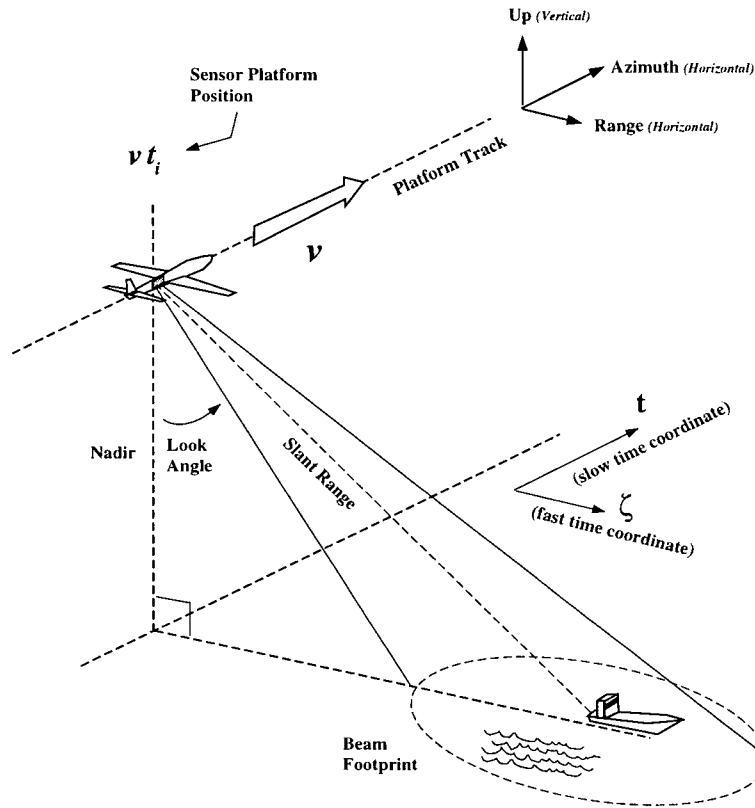 Up (Vertical)
Azimuth (Horizontal)
Range (Horizontal)
Sensor Platform
Position
v tᵢ
Platform Track
v
Nadir
Look
Angle
Slant Range
t
(slow time coordinate)
ζ
(fast time coordinate)
Beam
Footprint